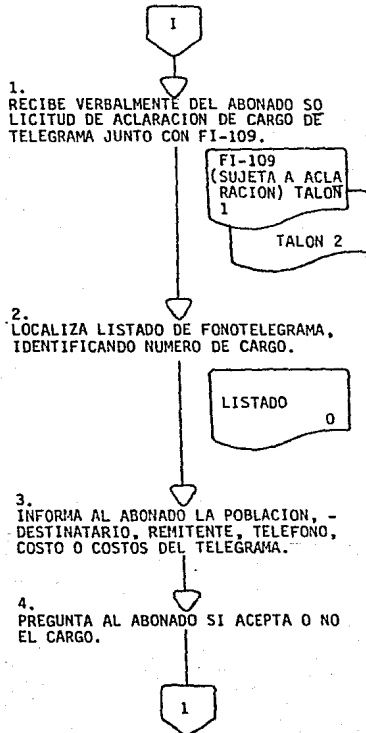 I
1.
RECIBE VERBALMENTE DEL ABONADO SO
LICITUD DE ACLARACION DE CARGO DE
TELEGRAMA JUNTO CON FI-109.
FI-109
(SUJETA A ACLA
RACION) TALON
1
TALON 2
2.
LOCALIZA LISTADO DE FONOTELEGRAMA,
IDENTIFICANDO NUMERO DE CARGO.
LISTADO
0
3.
INFORMA AL ABONADO LA POBLACION, -
DESTINATARIO, REMITENTE, TELEFONO,
COSTO O COSTOS DEL TELEGRAMA.
4.
PREGUNTA AL ABONADO SI ACEPTA O NO
EL CARGO.
1